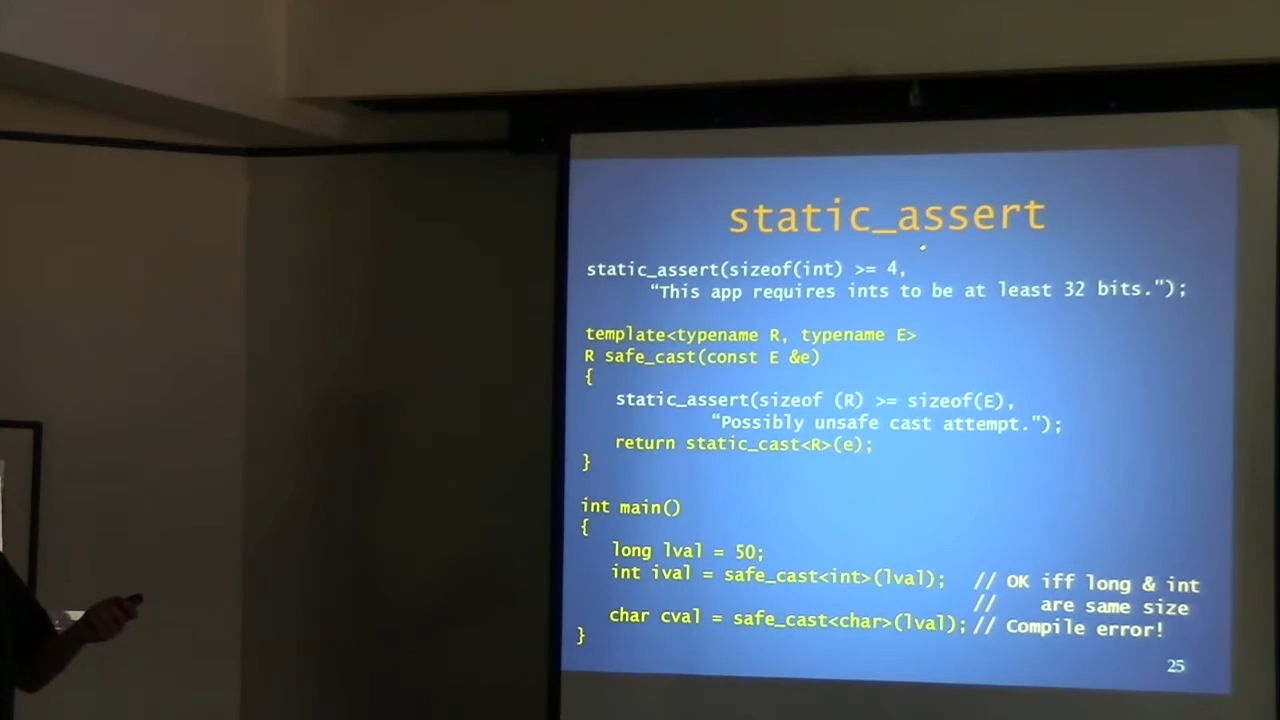 static_assert
static_assert(sizeof(int) >= 4,
“This app requires ints to be at least 32 bits.”);
template<typename R, typename E>
R safe_cast(const E &e)
{
static_assert(sizeof (R) >= sizeof(E),
“Possibly unsafe cast attempt.”);
return static_cast<R>(e);
}
int main()
{
long lval = 50;
int ival = safe_cast<int>(lval); // OK iff long & int
// are same size
char cval = safe_cast<char>(lval); // Compile error!
}
25